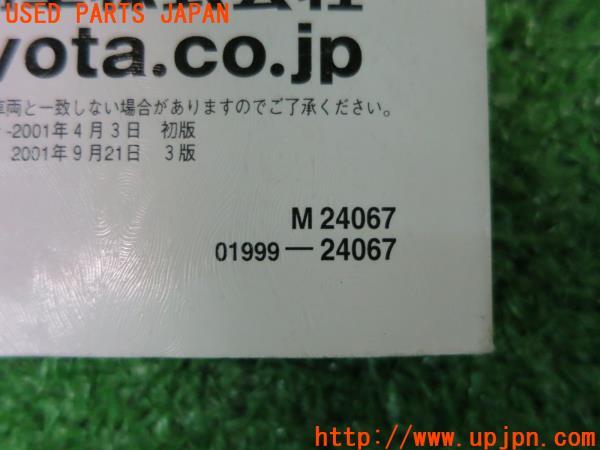 USED PARTS JAPAN
yota.co.jp
車両と一致しない場合がありますのでご了承ください。
-2001年4月3日 初版
2001年9月21日 3版
M 24067
01999－24067
http://www.upjpn.com/